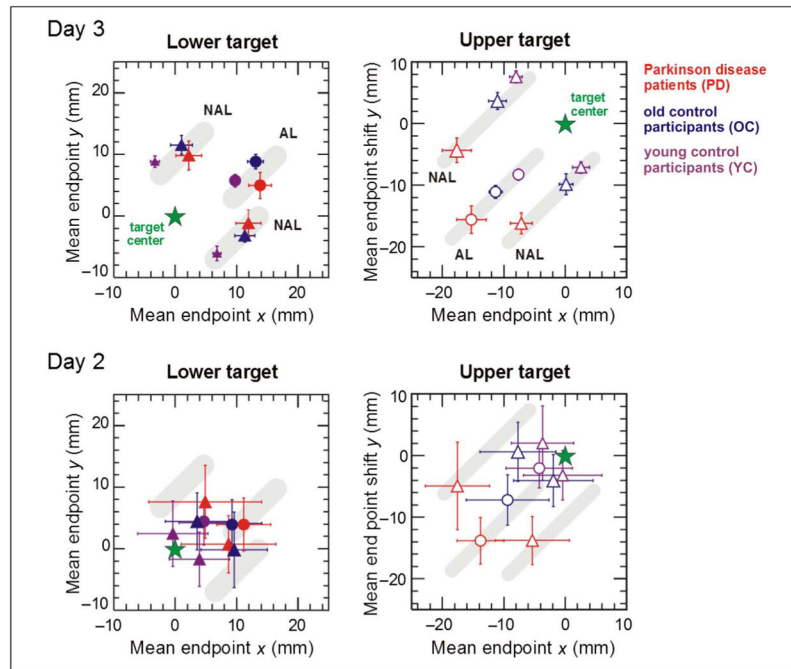 Day 3
Lower target
Upper target
Mean endpoint y (mm)
20
10
0
–10
NAL
AL
NAL
target
center
–10 0 10 20
Mean endpoint x (mm)
Mean endpoint shift y (mm)
10
0
–10
–20
target
center
NAL
AL
NAL
–20 –10 0 10
Mean endpoint x (mm)
Parkinson disease
patients (PD)
old control
participants (OC)
young control
participants (YC)
Day 2
Lower target
Upper target
Mean endpoint y (mm)
20
10
0
–10
–10 0 10 20
Mean endpoint x (mm)
Mean end point shift y (mm)
10
0
–10
–20
–20 –10 0 10
Mean endpoint x (mm)